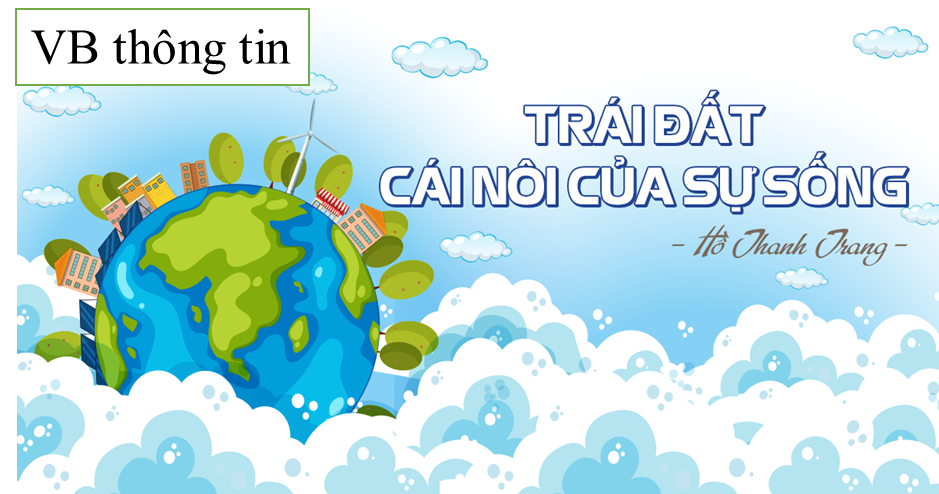 VB thông tin
TRÁI ĐẤT
CÁI NÔI CỦA SỰ SỐNG
- Hồ Thanh Trang -